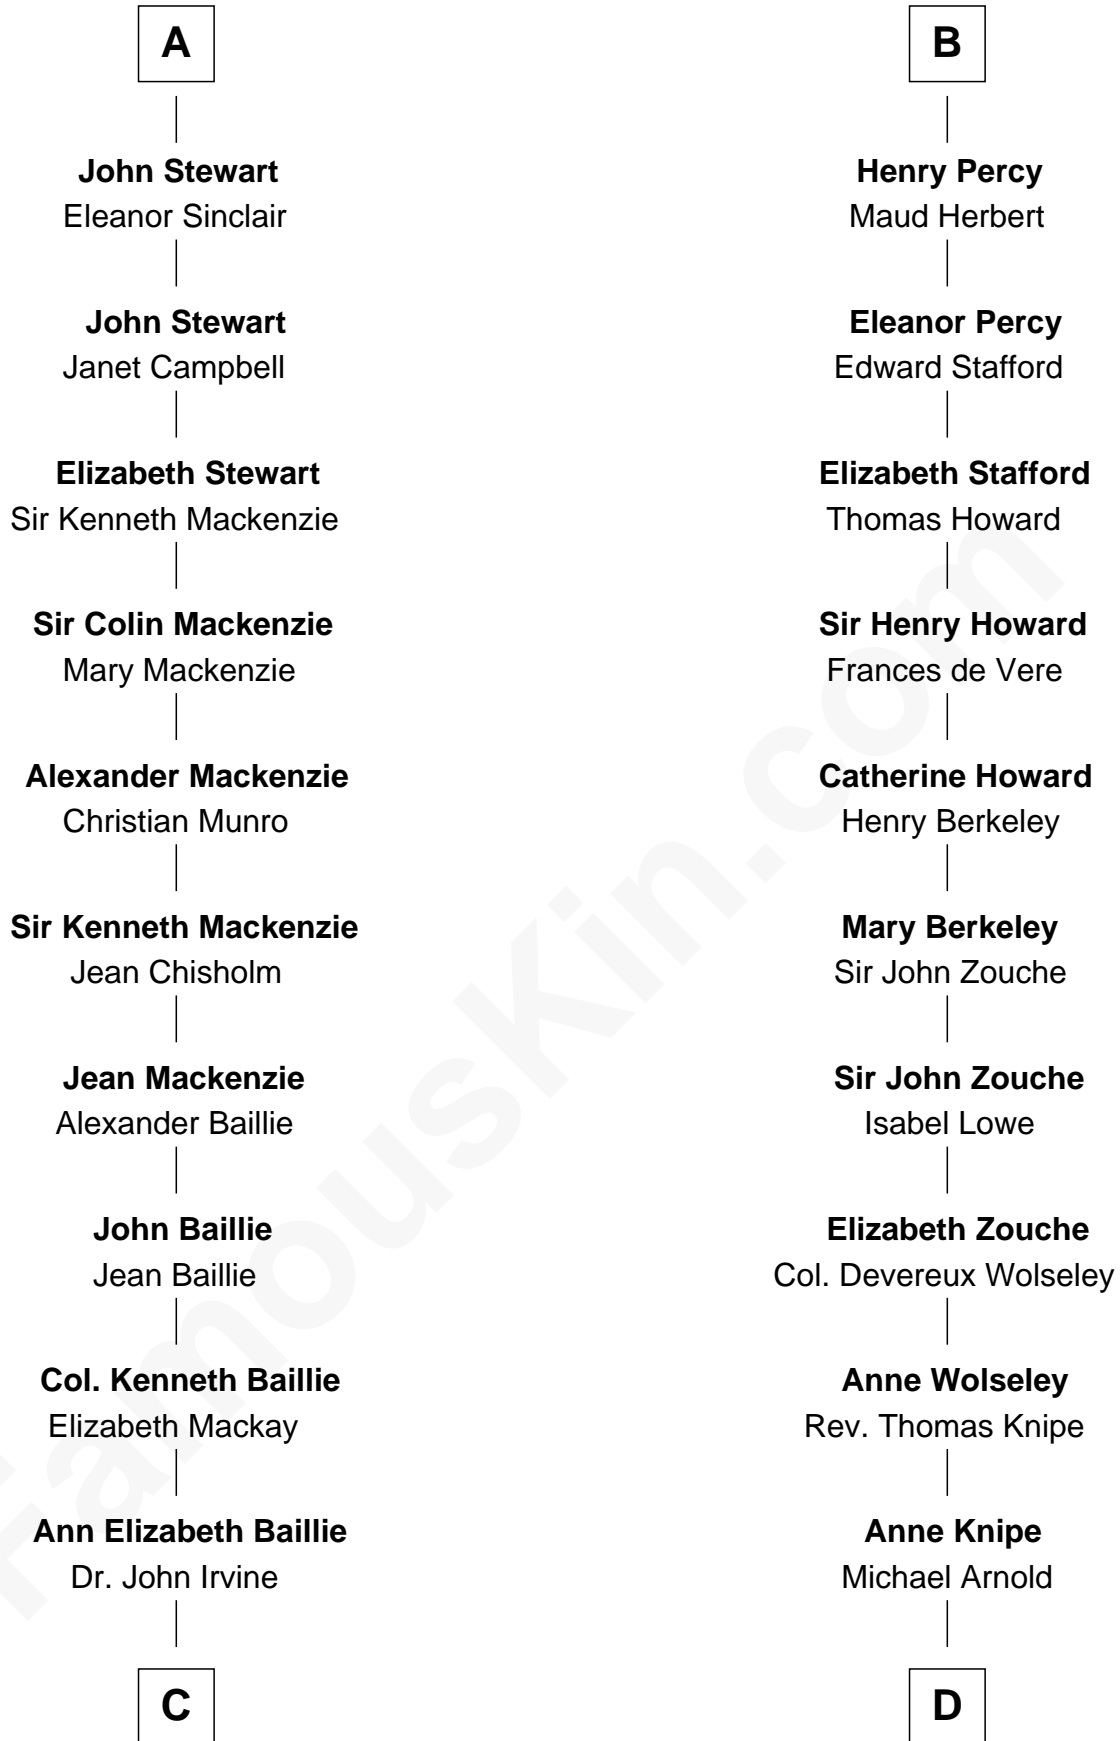 A
John Stewart
Eleanor Sinclair
John Stewart
Janet Campbell
Elizabeth Stewart
Sir Kenneth Mackenzie
Sir Colin Mackenzie
Mary Mackenzie
Alexander Mackenzie
Christian Munro
Sir Kenneth Mackenzie
Jean Chisholm
Jean Mackenzie
Alexander Baillie
John Baillie
Jean Baillie
Col. Kenneth Baillie
Elizabeth Mackay
Ann Elizabeth Baillie
Dr. John Irvine
C
B
Henry Percy
Maud Herbert
Eleanor Percy
Edward Stafford
Elizabeth Stafford
Thomas Howard
Sir Henry Howard
Frances de Vere
Catherine Howard
Henry Berkeley
Mary Berkeley
Sir John Zouche
Sir John Zouche
Isabel Lowe
Elizabeth Zouche
Col. Devereux Wolseley
Anne Wolseley
Rev. Thomas Knipe
Anne Knipe
Michael Arnold
D
FamousKin.com